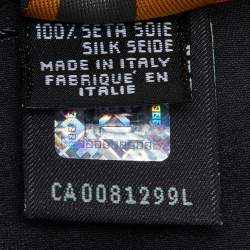 100% SETA SOIE
SILK SEIDE
MADE IN ITALY
FABRIQUÉ EN
ITALIE
CA0081299L